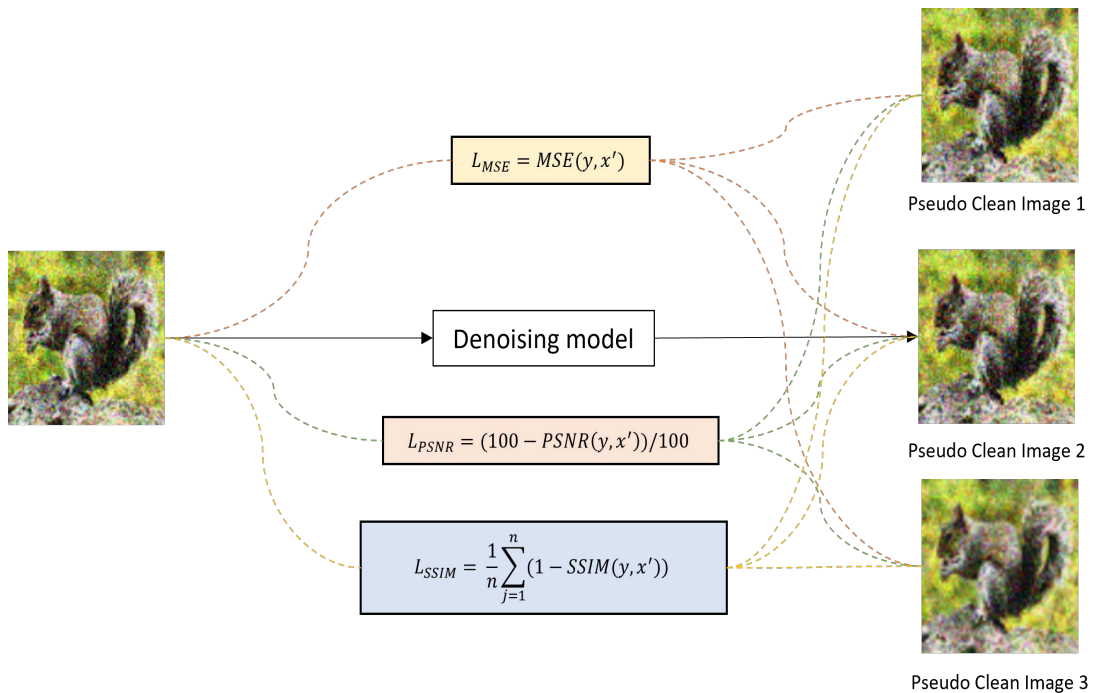 Pseudo Clean Image 1
L_{MSE} = MSE(y, x′)
Denoising model
L_{PSNR} = (100 − PSNR(y, x′))/100
Pseudo Clean Image 2
L_{SSIM} = \frac{1}{n} \sum_{j=1}^{n} (1 − SSIM(y, x′))
Pseudo Clean Image 3